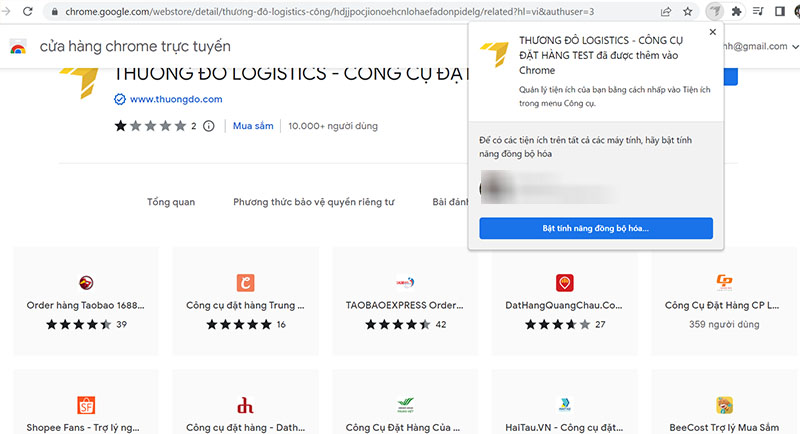 chrome.google.com/webstore/detail/thương-đô-logistics-công/hdjjpocjionoehcnlohaefadonpidelg/related?hl=vi&authuser=3
cửa hàng chrome trực tuyến
nh@gmail.com
THƯƠNG ĐÔ LOGISTICS - CÔNG CỤ ĐẶT
www.thuongdo.com
2
Mua sắm
10.000+ người dùng
THƯƠNG ĐÔ LOGISTICS - CÔNG CỤ
ĐẶT HÀNG TEST đã được thêm vào
Chrome
Quản lý tiện ích của bạn bằng cách nhấp vào Tiện ích
trong menu Công cụ.
Để có các tiện ích trên tất cả các máy tính, hãy bật tính
năng đồng bộ hóa
Bật tính năng đồng bộ hóa...
Tổng quan
Phương thức bảo vệ quyền riêng tư
Bài đánh
Order hàng Taobao 1688...
39
Công cụ đặt hàng Trung ...
16
TAOBAOEXPRESS Order...
42
DatHangQuangChau.Co...
27
CP
Công Cụ Đặt Hàng CP L...
359 người dùng
SF
Shopee Fans - Trợ lý ng...
Công cụ đặt hàng - Dath...
Công Cụ Đặt Hàng Của ...
HaiTau.VN - Công cụ đặt...
BeeCost Trợ lý Mua Sắm